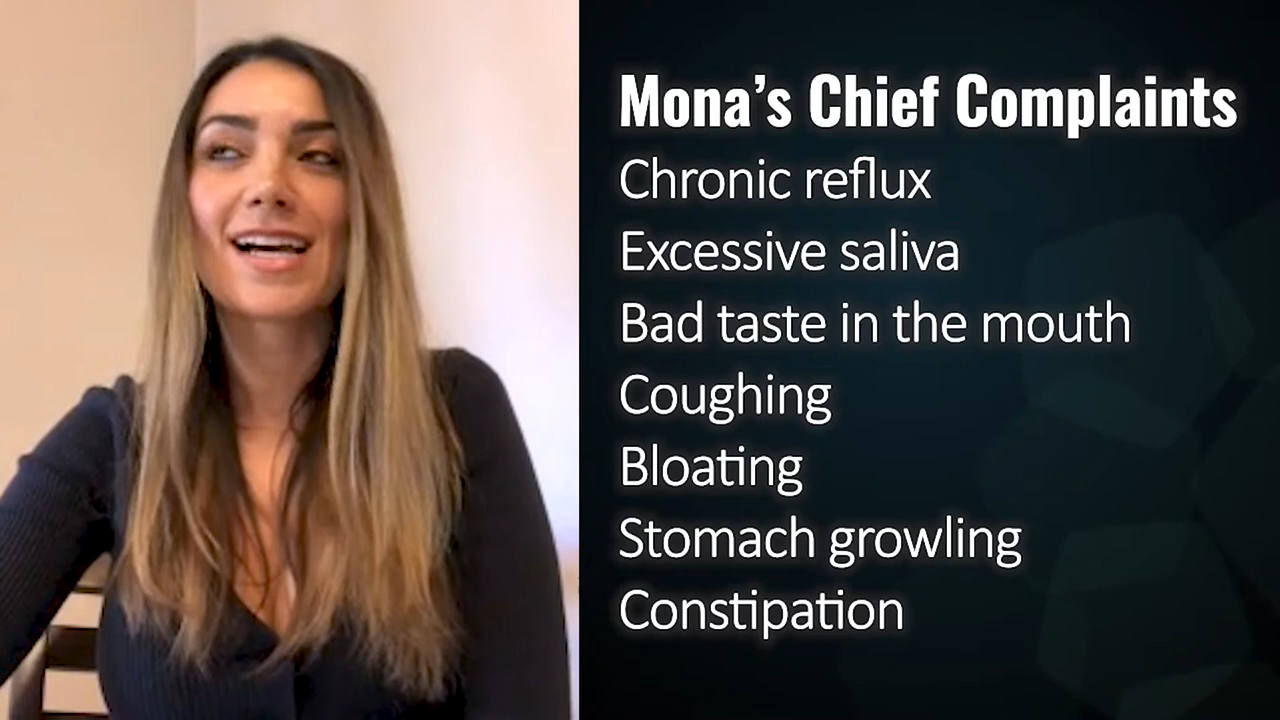 Mona’s Chief Complaints
Chronic reflux
Excessive saliva
Bad taste in the mouth
Coughing
Bloating
Stomach growling
Constipation